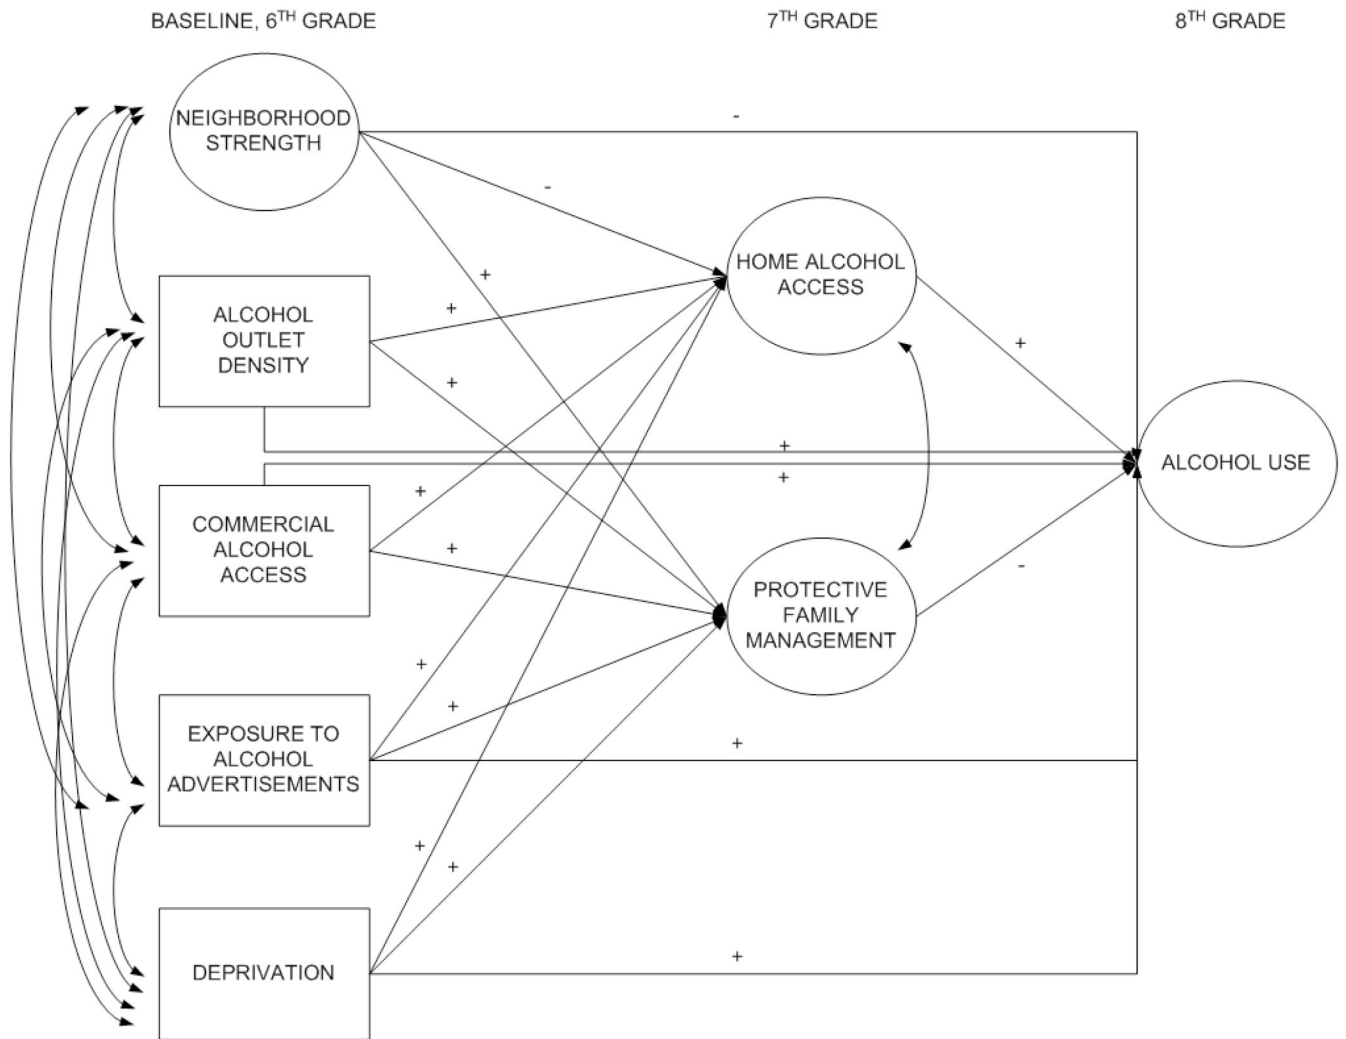 BASELINE, 6TH GRADE
7TH GRADE
8TH GRADE
NEIGHBORHOOD
STRENGTH
-
-
HOME ALCOHOL
ACCESS
+
+
ALCOHOL
OUTLET
DENSITY
+
+
+
+
ALCOHOL USE
+
COMMERCIAL
ALCOHOL
ACCESS
+
-
PROTECTIVE
FAMILY
MANAGEMENT
+
+
EXPOSURE TO
ALCOHOL
ADVERTISEMENTS
+
+
+
DEPRIVATION
+